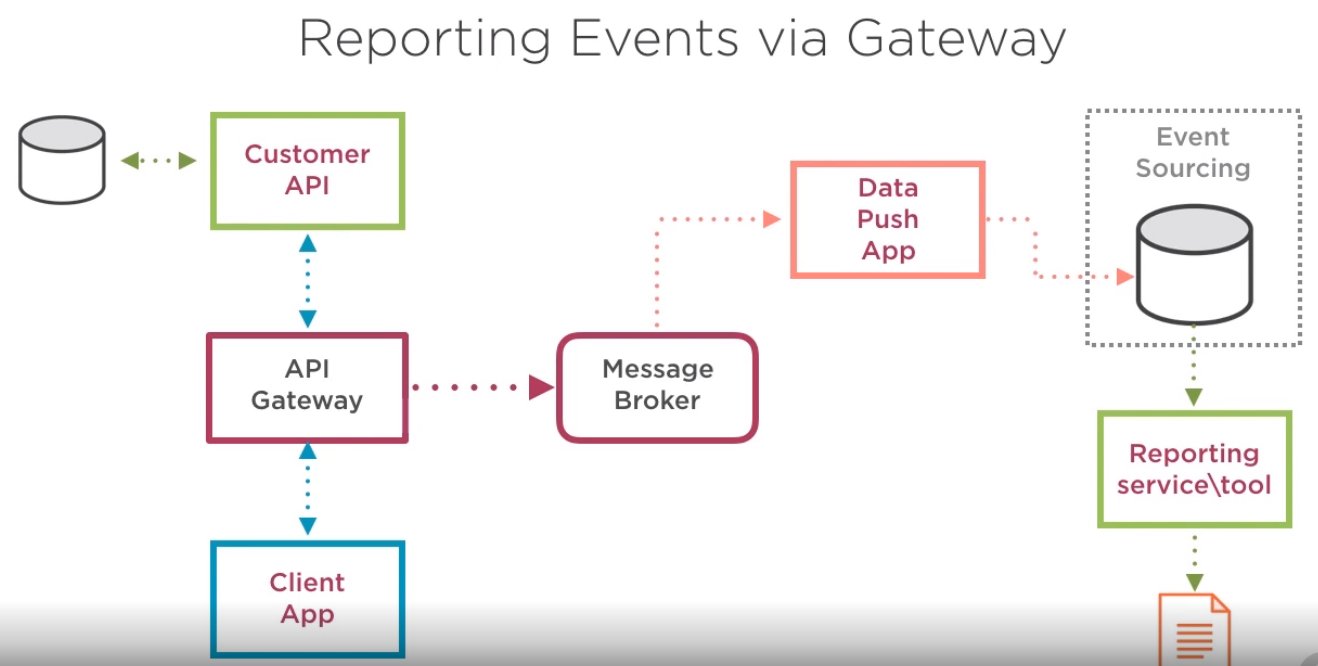 Reporting Events via Gateway
Customer
API
API
Gateway
Client
App
Message
Broker
Data
Push
App
Event
Sourcing
Reporting
service\tool